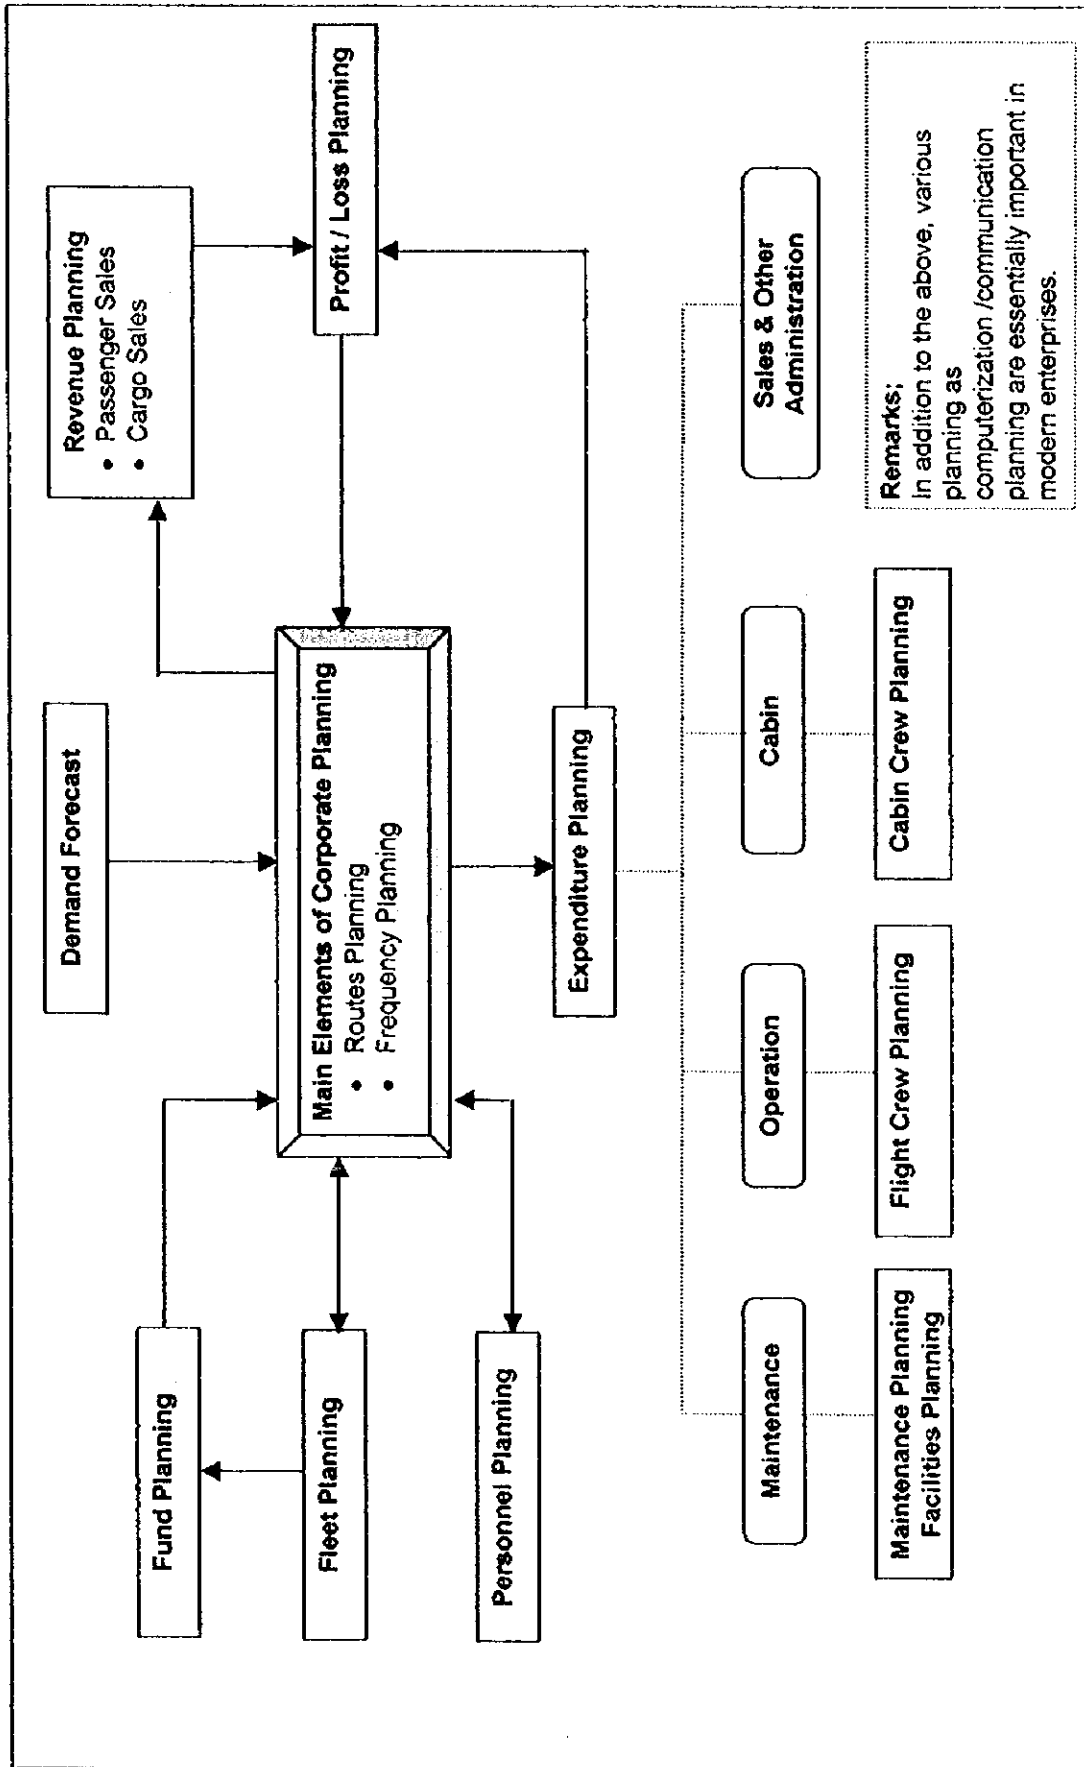 Demand Forecast
Revenue Planning
• Passenger Sales
• Cargo Sales
Fund Planning
Fleet Planning
Main Elements of Corporate Planning
• Routes Planning
• Frequency Planning
Profit / Loss Planning
Personnel Planning
Expenditure Planning
Maintenance
Operation
Cabin
Sales & Other
Administration
Maintenance Planning
Facilities Planning
Flight Crew Planning
Cabin Crew Planning
Remarks:
In addition to the above, various
planning as
computerization /communication
planning are essentially important in
modern enterprises.